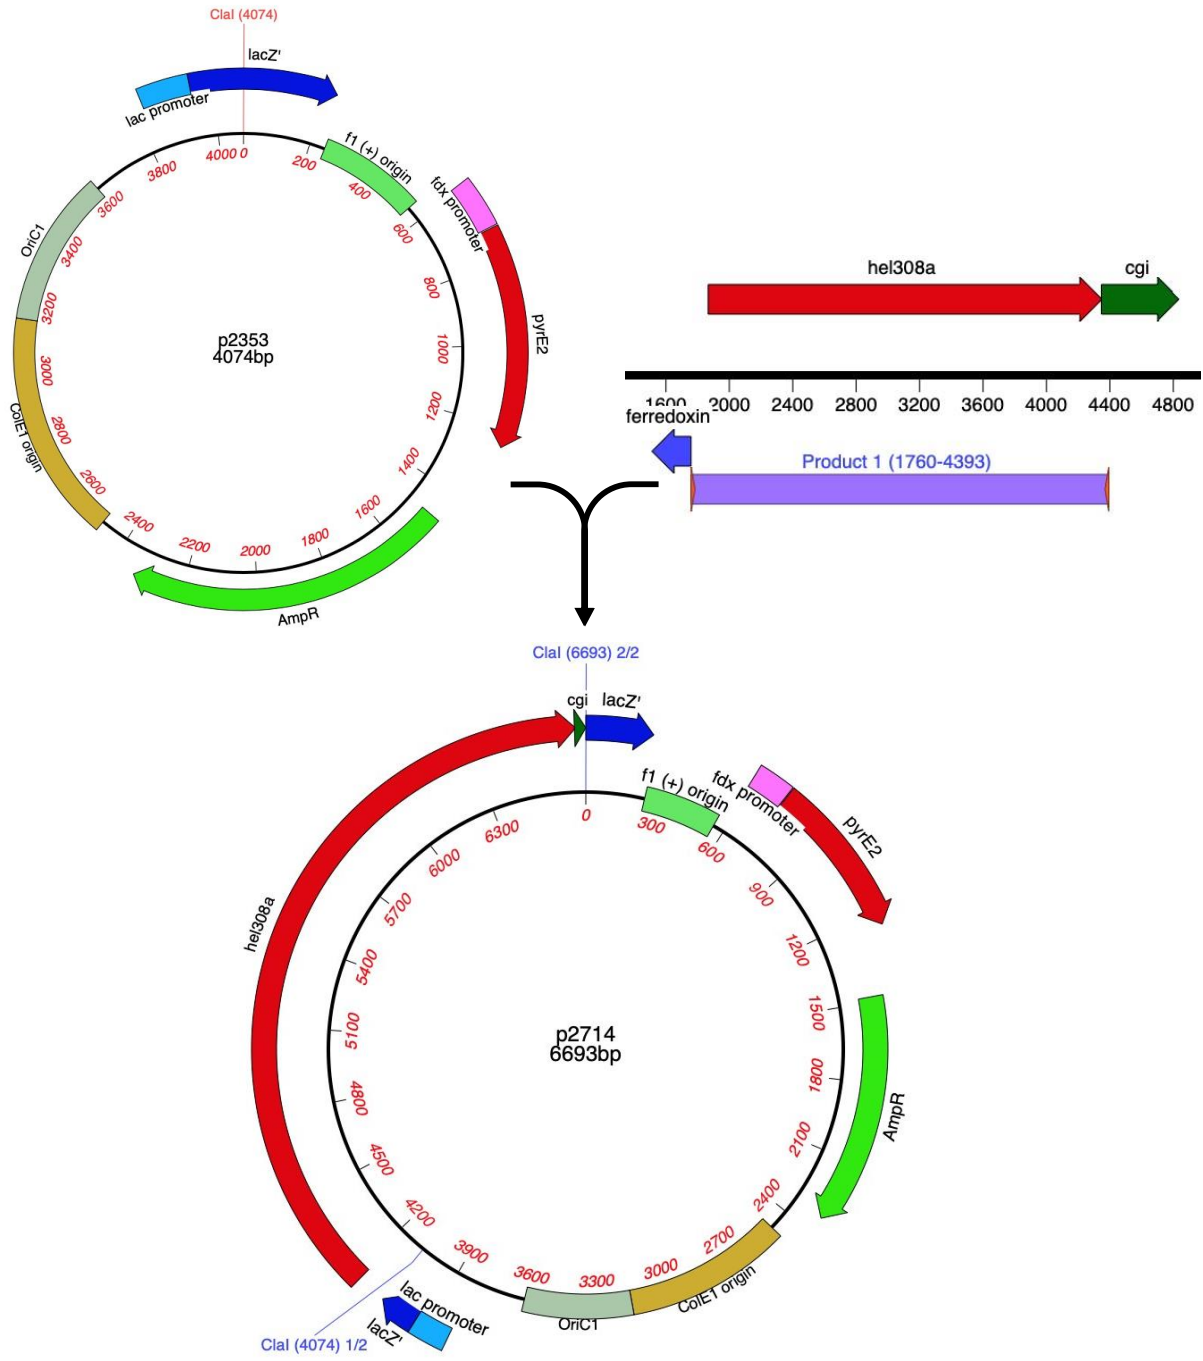 ClaI (4074)
lacZ'
lac promoter
f1 (+) origin
fdx promoter
pyrE2
AmpR
ColE1 origin
OriC1
4000 0
200
400
600
800
1000
1200
1400
1600
1800
2000
2200
2400
2600
2800
3000
3200
3400
3600
3800
p2353
4074bp
hel308a
cgi
1600 2000 2400 2800 3200 3600 4000 4400 4800
ferredoxin
Product 1 (1760-4393)
ClaI (6693) 2/2
cgi
lacZ'
f1 (+) origin
fdx promoter
pyrE2
AmpR
ColE1 origin
OriC1
lac promoter
lacZ'
ClaI (4074) 1/2
hel308a
0
300
600
900
1200
1500
1800
2100
2400
2700
3000
3300
3600
3900
4200
4500
4800
5100
5400
5700
6000
6300
p2714
6693bp